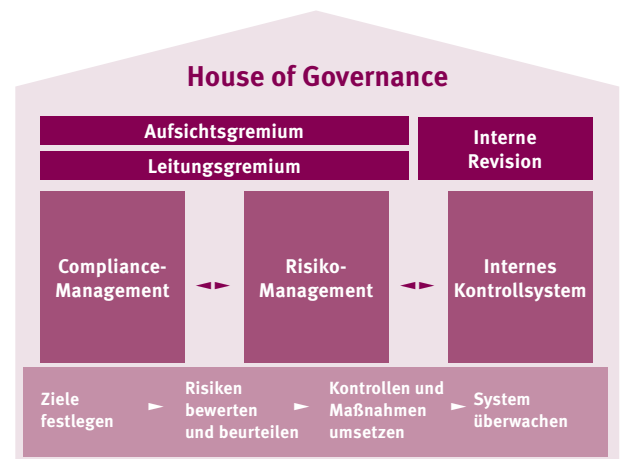 House of Governance
Aufsichtsgremium
Leitungsgremium
Interne
Revision
Compliance-
Management
Risiko-
Management
Internes
Kontrollsystem
Ziele
festlegen
Risiken
bewerten
und beurteilen
Kontrollen und
Maßnahmen
umsetzen
System
überwachen